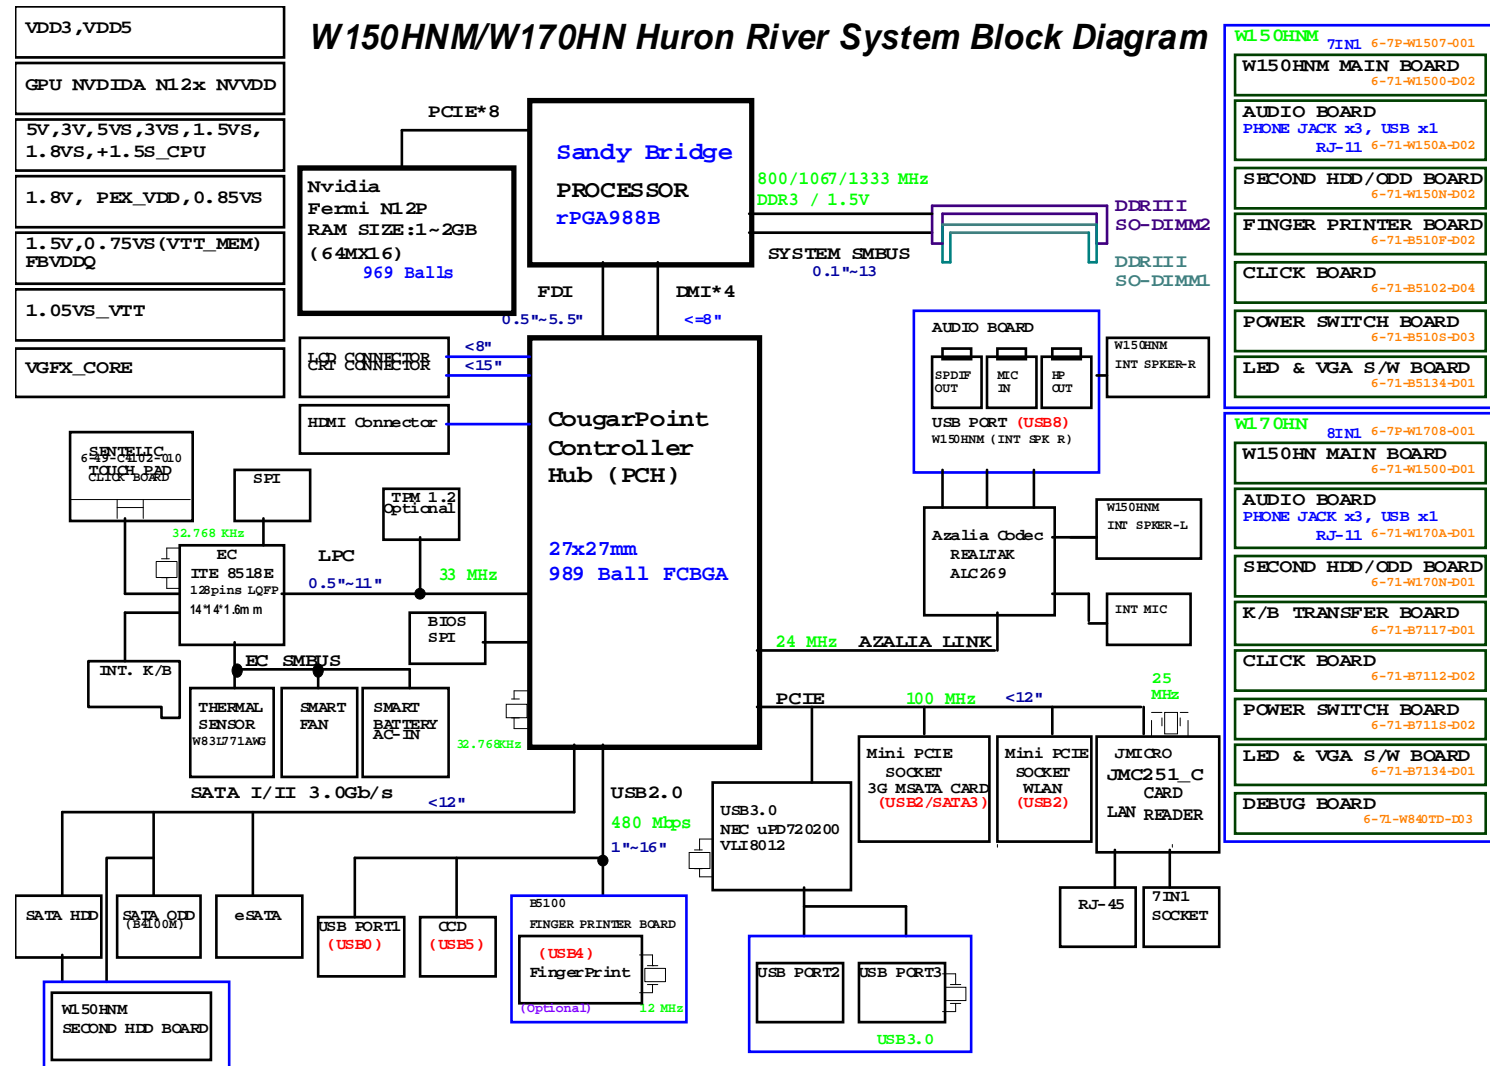 W150HNM/W170HN Huron River System Block Diagram
VDD3,VDD5
GPU NVDIDA N12x NVVDD
5V,3V,5VS,3VS,1.5VS,
1.8VS,+1.5S_CPU
1.8V, PEX_VDD,0.85VS
1.5V,0.75VS(VTT_MEM)
FBVDDQ
1.05VS_VTT
VGFX_CORE
PCIE*8
Nvidia
Fermi N12P
RAM SIZE:1~2GB
(64MX16)
969 Balls
Sandy Bridge
PROCESSOR
rPGA988B
800/1067/1333 MHz
DDR3 / 1.5V
SYSTEM SMBUS
0.1"~13
DDRIII
SO-DIMM2
DDRIII
SO-DIMM1
FDI
0.5"~5.5"
DMI*4
<=8"
LCD CONNECTOR
CRT CONNECTOR
<8"
<15"
HDMI Connector
CougarPoint
Controller
Hub (PCH)
27x27mm
989 Ball FCBGA
AUDIO BOARD
SPDIF
OUT
MIC
IN
HP
OUT
USB PORT (USB8)
W150HNM(INT SPK R)
W150HNM
INT SPKER-R
SENTELIC
TOUCH PAD
6-49-C4102-010
CLICK BOARD
SPI
TPM 1.2
Optional
32.768 KHz
EC
ITE 8518E
128pins LQFP
14*14*1.6mm
LPC
0.5"~11"
33 MHz
BIOS
SPI
INT. K/B
EC SMBUS
THERMAL
SENSOR
W83L771AWG
SMART
FAN
SMART
BATTERY
AC-IN
32.768KHz
Azalia Codec
REALTAK
ALC269
W150HNM
INT SPKER-L
INT MIC
24 MHz
AZALIA LINK
PCIE
100 MHz
<12"
25
MHz
Mini PCIE
SOCKET
3G MSATA CARD
(USB2/SATA3)
Mini PCIE
SOCKET
WLAN
(USB2)
JMICRO
JMC251_C
CARD
LAN READER
RJ-45
7IN1
SOCKET
SATA I/II 3.0Gb/s
<12"
USB2.0
480 Mbps
1"~16"
USB3.0
NEC uPD720200
VLI8012
SATA HDD
SATA ODD
(B4100M)
eSATA
USB PORT1
(USB0)
CCD
(USB5)
B5100
FINGER PRINTER BOARD
(USB4)
FingerPrint
(Optional)
12 MHz
USB PORT2
USB PORT3
USB3.0
W150HNM
SECOND HDD BOARD
W150HNM
7IN1 6-7P-W1507-001
W150HNM MAIN BOARD
6-71-W1500-D02
AUDIO BOARD
PHONE JACK x3, USB x1
RJ-11 6-71-W150A-D02
SECOND HDD/ODD BOARD
6-71-W150N-D02
FINGER PRINTER BOARD
6-71-B510F-D02
CLICK BOARD
6-71-B5102-D04
POWER SWITCH BOARD
6-71-B510S-D03
LED & VGA S/W BOARD
6-71-B5134-D01
W170HN
8IN1 6-7P-W1708-001
W150HN MAIN BOARD
6-71-W1500-D01
AUDIO BOARD
PHONE JACK x3, USB x1
RJ-11 6-71-W170A-D01
SECOND HDD/ODD BOARD
6-71-W170N-D01
K/B TRANSFER BOARD
6-71-B7117-D01
CLICK BOARD
6-71-B7112-D02
POWER SWITCH BOARD
6-71-B711S-D02
LED & VGA S/W BOARD
6-71-B7134-D01
DEBUG BOARD
6-71-W840TD-D03